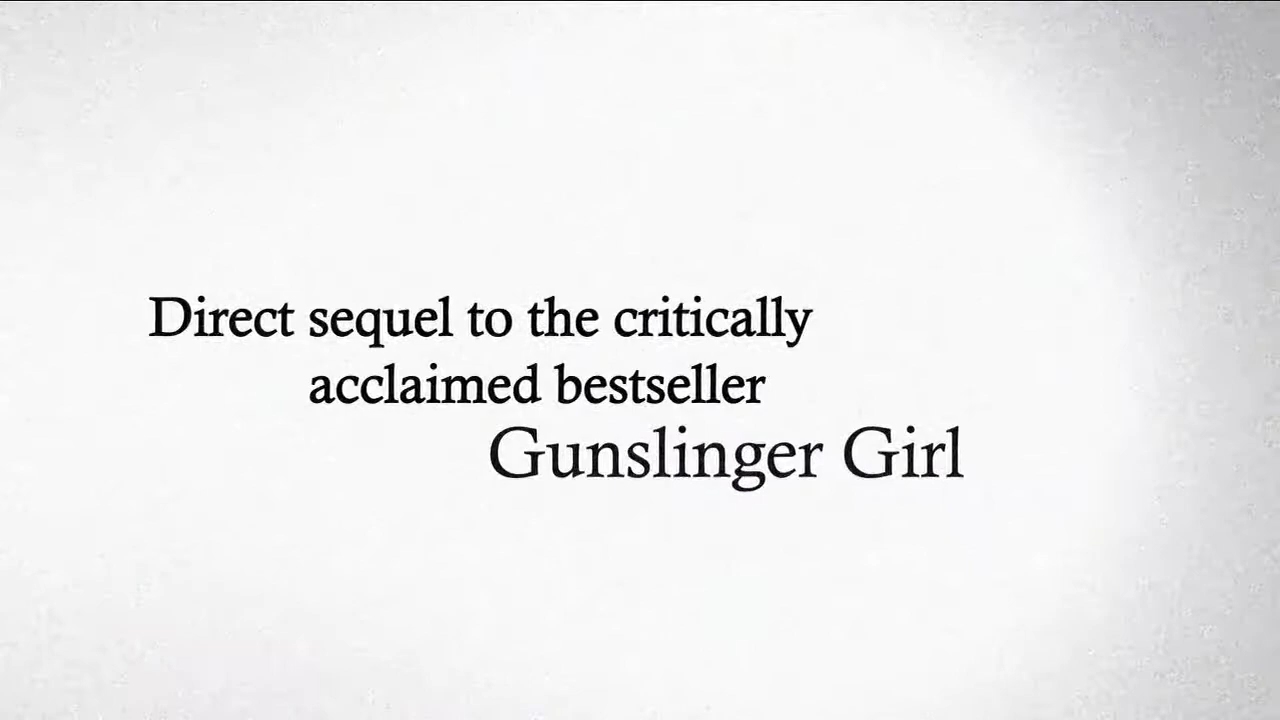 Direct sequel to the critically
acclaimed bestseller
Gunslinger Girl